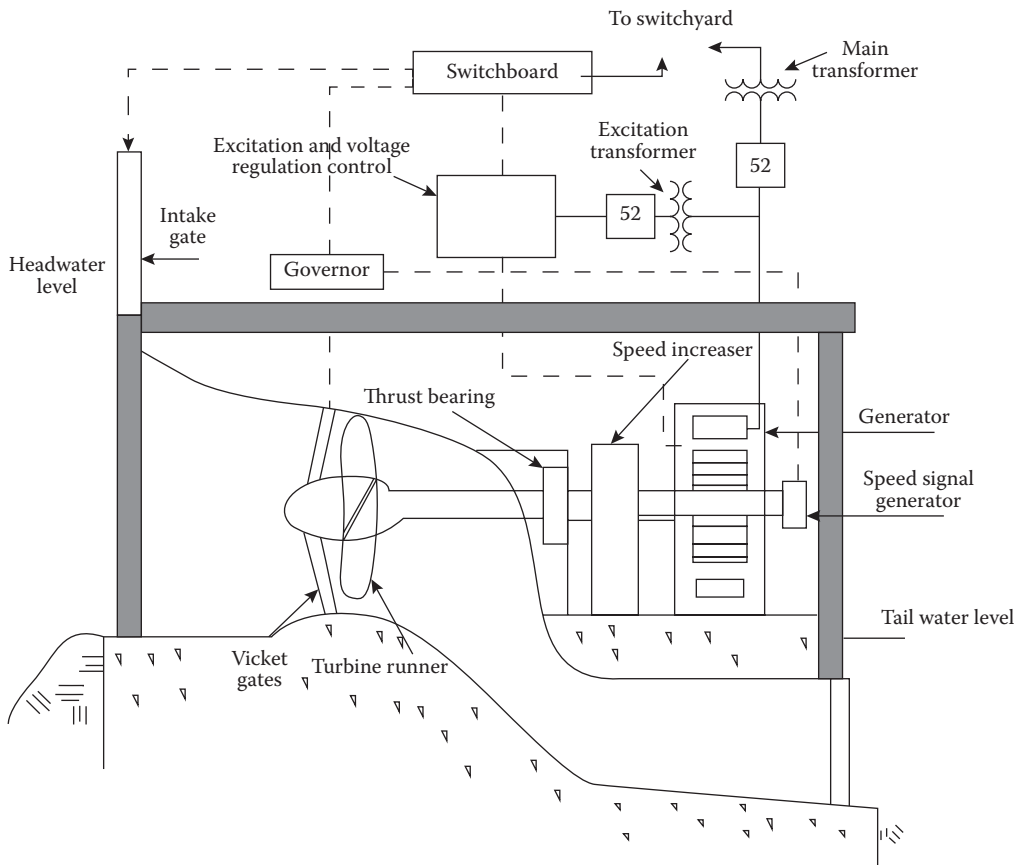 To switchyard
Main
transformer
Switchboard
Excitation and voltage
regulation control
Excitation
transformer
52
52
Intake
gate
Headwater
level
Governor
Speed increaser
Thrust bearing
Generator
Speed signal
generator
Tail water level
Vicket
gates
Turbine runner